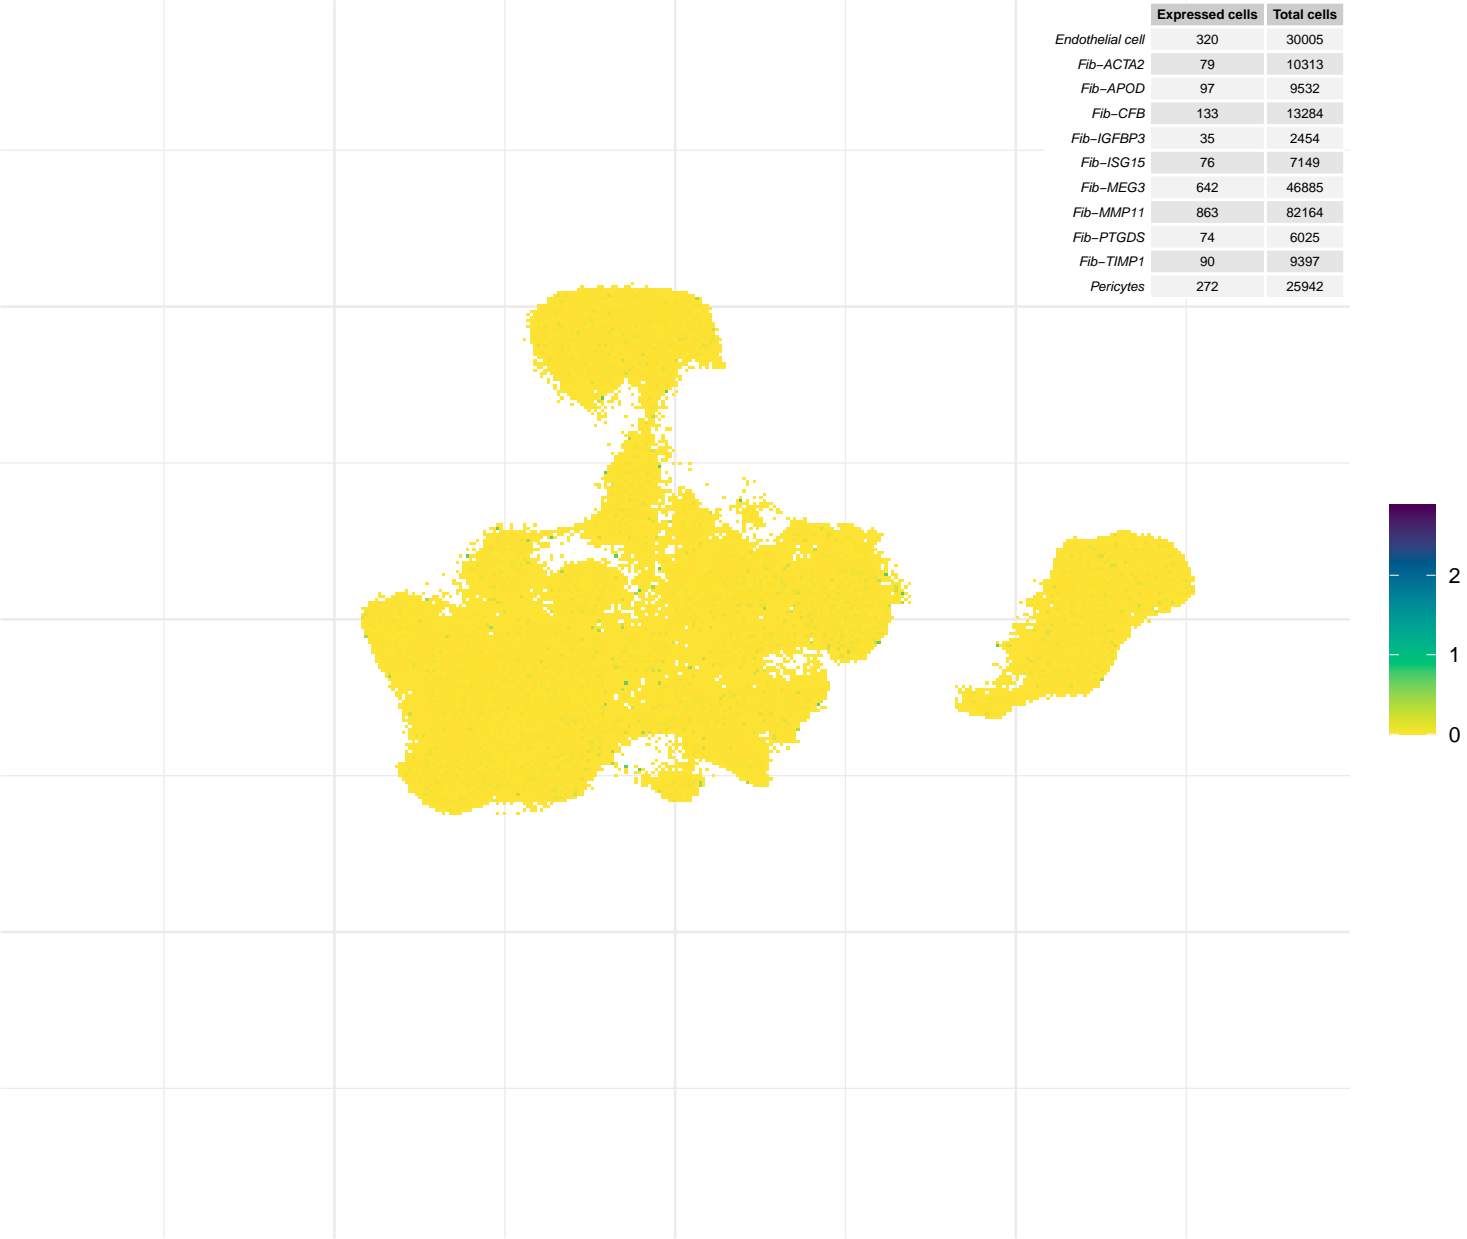 Expressed cells Total cells
Endothelial cell 320 30005
Fib−ACTA2 79 10313
Fib−APOD 97 9532
Fib−CFB 133 13284
Fib−IGFBP3 35 2454
Fib−ISG15 76 7149
Fib−MEG3 642 46885
Fib−MMP11 863 82164
Fib−PTGDS 74 6025
Fib−TIMP1 90 9397
Pericytes 272 25942
2
1
0